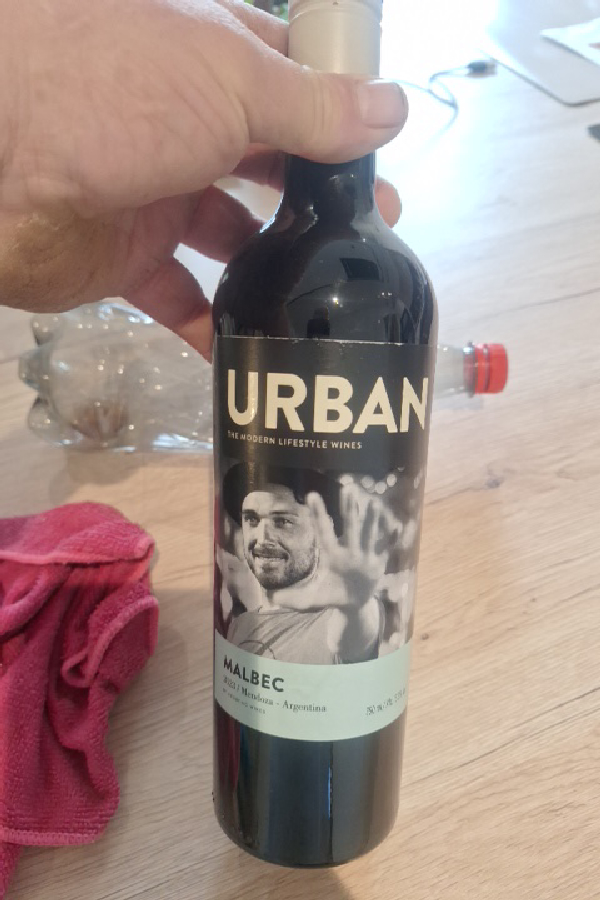 URBAN
THE MODERN LIFESTYLE WINES
MALBEC
Mendoza - Argentina